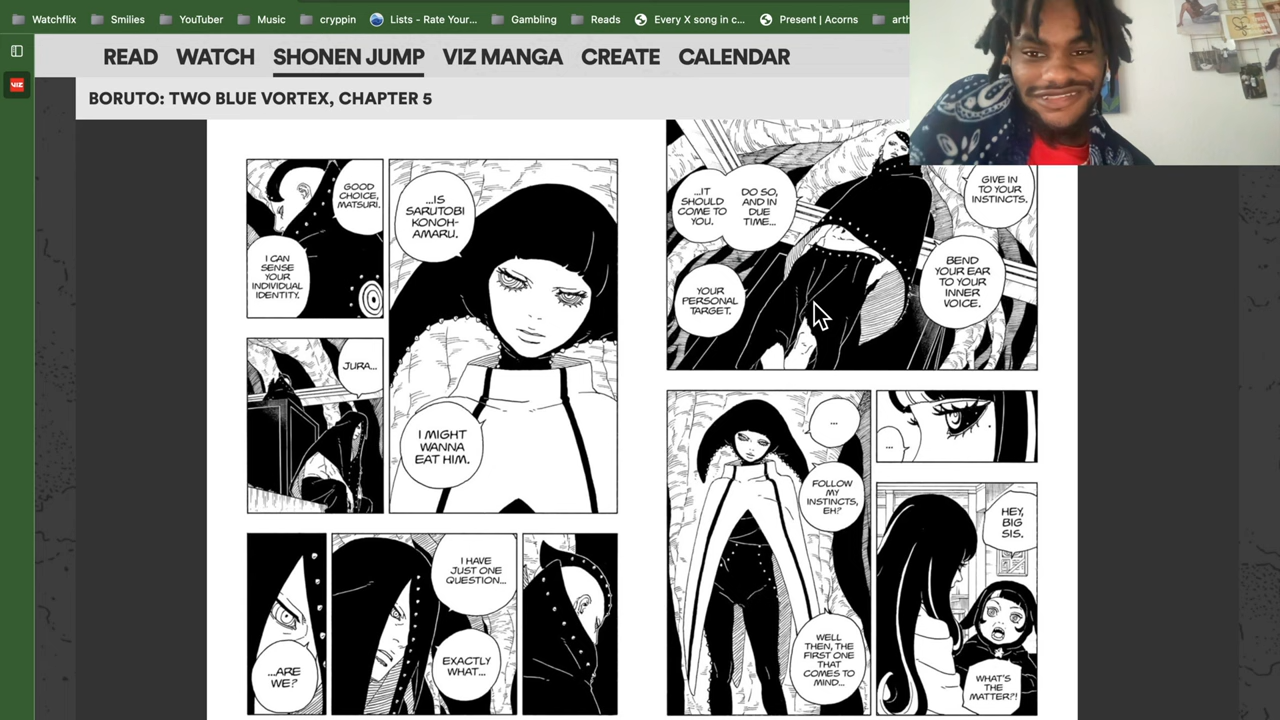 Watchflix
Smilies
YouTuber
Music
cryppin
Lists - Rate Your...
Gambling
Reads
Every X song in c...
Present | Acorns
arth
VIZ
READ
WATCH
SHONEN JUMP
VIZ MANGA
CREATE
CALENDAR
BORUTO: TWO BLUE VORTEX, CHAPTER 5
GIVE IN
TO YOUR
INSTINCTS.
DO SO,
AND IN
DUE
TIME...
...IT
SHOULD
COME TO
YOU.
BEND
YOUR EAR
TO YOUR
INNER
VOICE.
YOUR
PERSONAL
TARGET.
...
FOLLOW
MY
INSTINCTS,
EH?
WELL
THEN, THE
FIRST ONE
THAT
COMES TO
MIND...
...
HEY,
BIG
SIS.
WHAT'S
THE
MATTER?!
...IS
SARUTOBI
KONOH-
AMARU.
I MIGHT
WANNA
EAT HIM.
GOOD
CHOICE,
MATSURI.
I CAN
SENSE
YOUR
INDIVIDUAL
IDENTITY.
JURA...
I HAVE
JUST ONE
QUESTION...
EXACTLY
WHAT...
...ARE
WE?